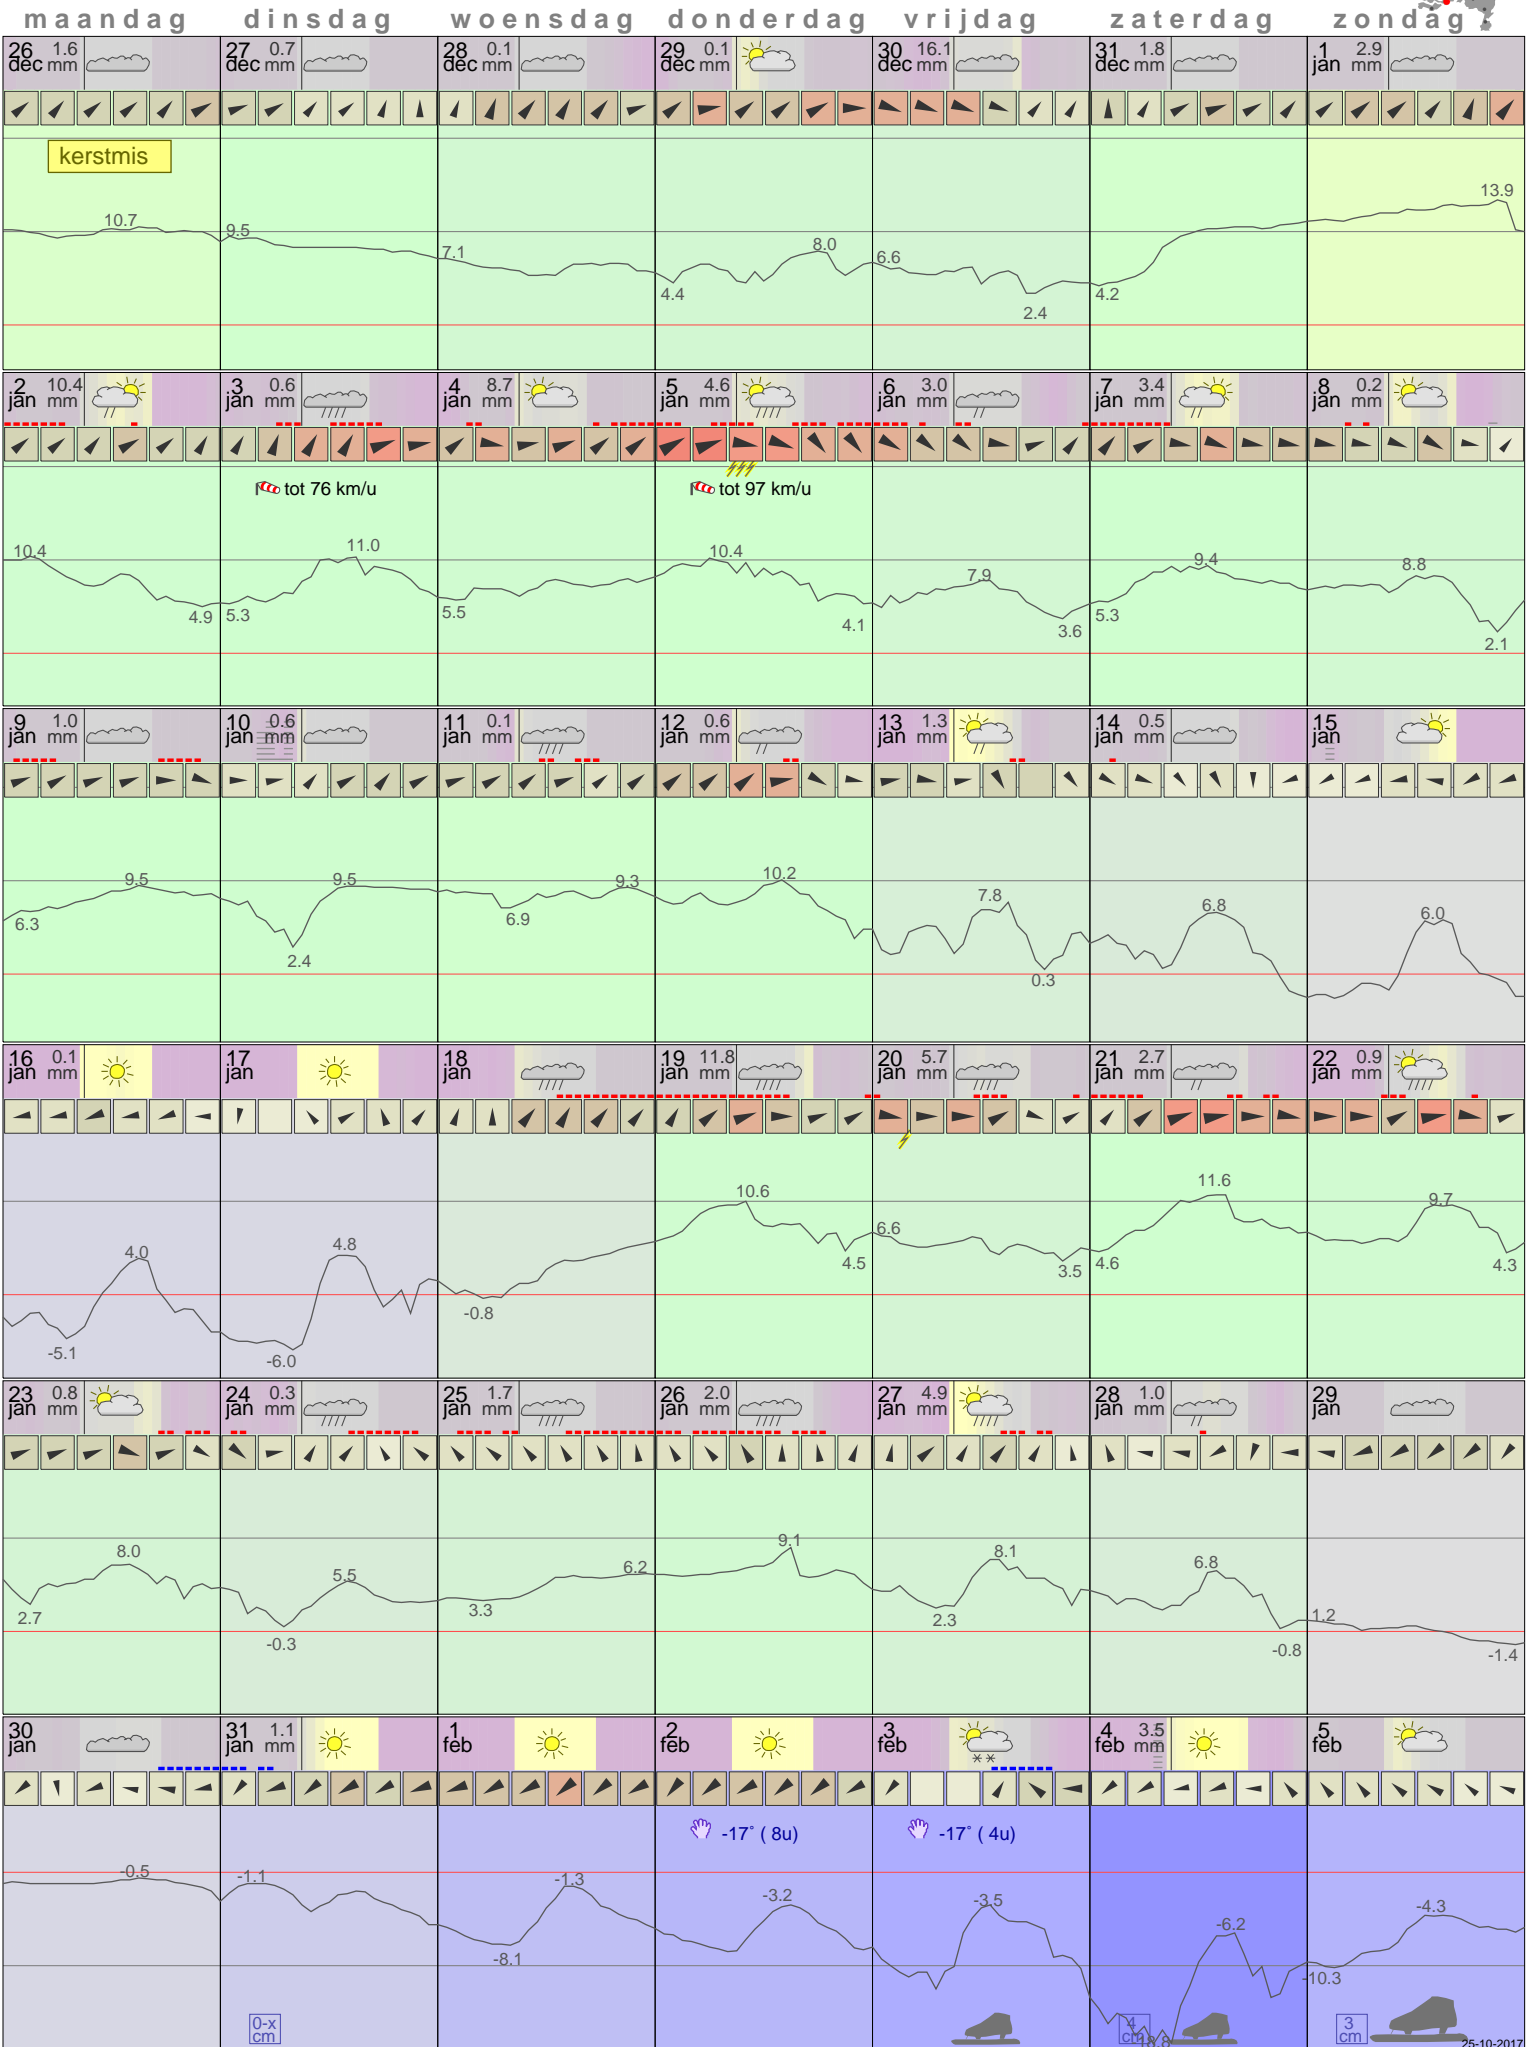 maandag dinsdag woensdag donderdag vrijdag zaterdag zondag
26 dec 1.6 mm 27 dec 0.7 mm 28 dec 0.1 mm 29 dec 0.1 mm 30 dec 16.1 mm 31 dec 1.8 mm 1 jan 2.9 mm
kerstmis
10.7 9.5 7.1 4.4 8.0 6.6 2.4 4.2 13.9
2 jan 10.4 mm 3 jan 0.6 mm 4 jan 8.7 mm 5 jan 4.6 mm 6 jan 3.0 mm 7 jan 3.4 mm 8 jan 0.2 mm
tot 76 km/u tot 97 km/u
10.4 4.9 5.3 11.0 5.5 10.4 4.1 7.9 3.6 5.3 9.4 8.8 2.1
9 jan 1.0 mm 10 jan 0.6 mm 11 jan 0.1 mm 12 jan 0.6 mm 13 jan 1.3 mm 14 jan 0.5 mm 15 jan
6.3 9.5 2.4 9.5 6.9 9.3 10.2 7.8 0.3 6.8 6.0
16 jan 0.1 mm 17 jan 18 jan 19 jan 11.8 mm 20 jan 5.7 mm 21 jan 2.7 mm 22 jan 0.9 mm
-5.1 4.0 -6.0 4.8 -0.8 10.6 4.5 6.6 3.5 4.6 11.6 9.7 4.3
23 jan 0.8 mm 24 jan 0.3 mm 25 jan 1.7 mm 26 jan 2.0 mm 27 jan 4.9 mm 28 jan 1.0 mm 29 jan
2.7 8.0 -0.3 5.5 3.3 6.2 9.1 2.3 8.1 6.8 -0.8 1.2 -1.4
30 jan 31 jan 1.1 mm 1 feb 2 feb 3 feb 4 feb 3.5 mm 5 feb
-17° ( 8u) -17° ( 4u)
-0.5 -1.1 -8.1 -1.3 -3.2 -3.5 -6.2 -10.3 -4.3
0-x cm 4 cm -18.8 3 cm
25-10-2017